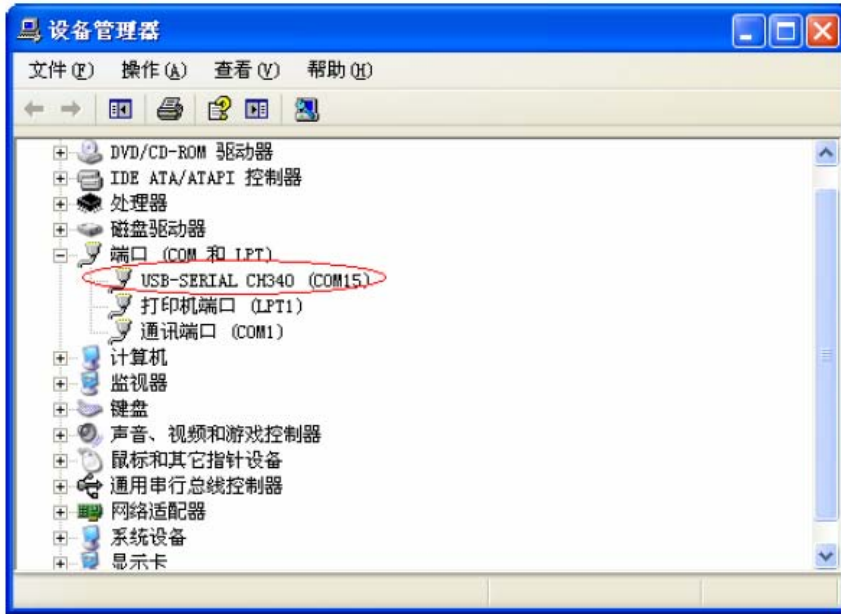 设备管理器
文件(F) 操作(A) 查看(V) 帮助(H)
DVD/CD-ROM 驱动器
IDE ATA/ATAPI 控制器
处理器
磁盘驱动器
端口 (COM 和 LPT)
USB-SERIAL CH340 (COM15)
打印机端口 (LPT1)
通讯端口 (COM1)
计算机
监视器
键盘
声音、视频和游戏控制器
鼠标和其它指针设备
通用串行总线控制器
网络适配器
系统设备
显示卡